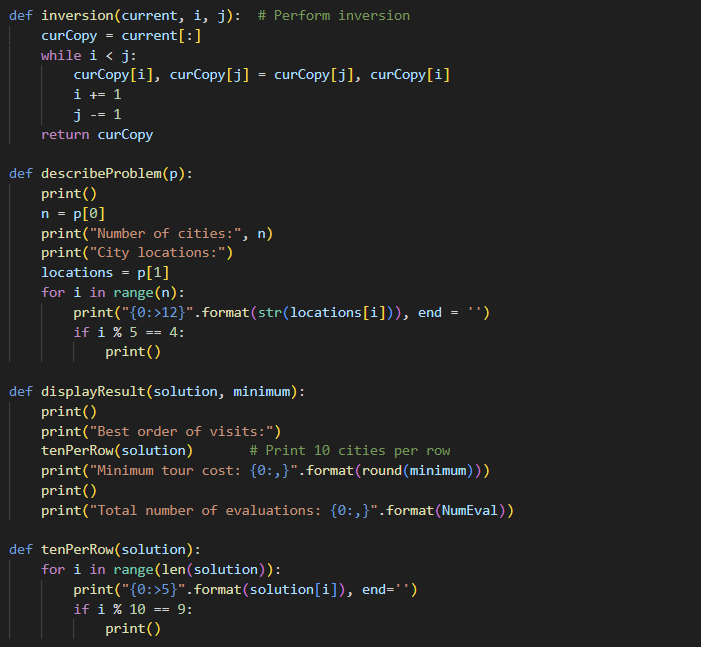 def inversion(current, i, j):  # Perform inversion
    curCopy = current[:]
    while i < j:
        curCopy[i], curCopy[j] = curCopy[j], curCopy[i]
        i += 1
        j -= 1
    return curCopy

def describeProblem(p):
    print()
    n = p[0]
    print("Number of cities:", n)
    print("City locations:")
    locations = p[1]
    for i in range(n):
        print("{0:>12}".format(str(locations[i])), end = '')
        if i % 5 == 4:
            print()

def displayResult(solution, minimum):
    print()
    print("Best order of visits:")
    tenPerRow(solution)       # Print 10 cities per row
    print("Minimum tour cost: {0:,}".format(round(minimum)))
    print()
    print("Total number of evaluations: {0:,}".format(NumEval))

def tenPerRow(solution):
    for i in range(len(solution)):
        print("{0:>5}".format(solution[i]), end='')
        if i % 10 == 9:
            print()